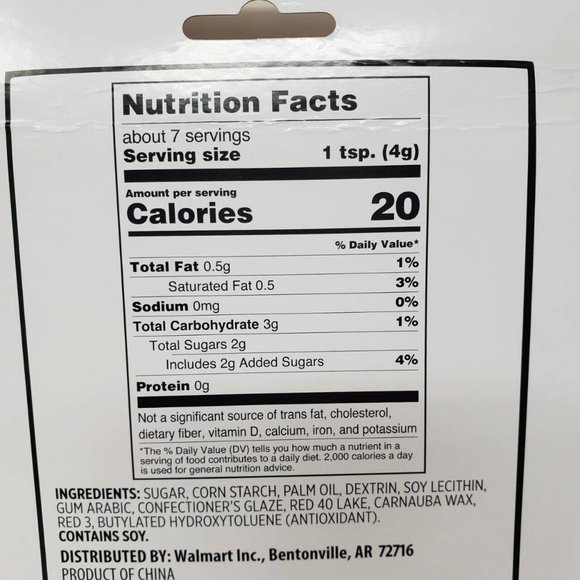 Nutrition Facts
about 7 servings
Serving size 1 tsp. (4g)
Amount per serving
Calories 20
% Daily Value*
Total Fat 0.5g 1%
Saturated Fat 0.5 3%
Sodium 0mg 0%
Total Carbohydrate 3g 1%
Total Sugars 2g
Includes 2g Added Sugars 4%
Protein 0g
Not a significant source of trans fat, cholesterol,
dietary fiber, vitamin D, calcium, iron, and potassium
*The % Daily Value (DV) tells you how much a nutrient in a
serving of food contributes to a daily diet. 2,000 calories a day
is used for general nutrition advice.
INGREDIENTS: SUGAR, CORN STARCH, PALM OIL, DEXTRIN, SOY LECITHIN,
GUM ARABIC, CONFECTIONER'S GLAZE, RED 40 LAKE, CARNAUBA WAX,
RED 3, BUTYLATED HYDROXYTOLUENE (ANTIOXIDANT).
CONTAINS SOY.
DISTRIBUTED BY: Walmart Inc., Bentonville, AR 72716
PRODUCT OF CHINA